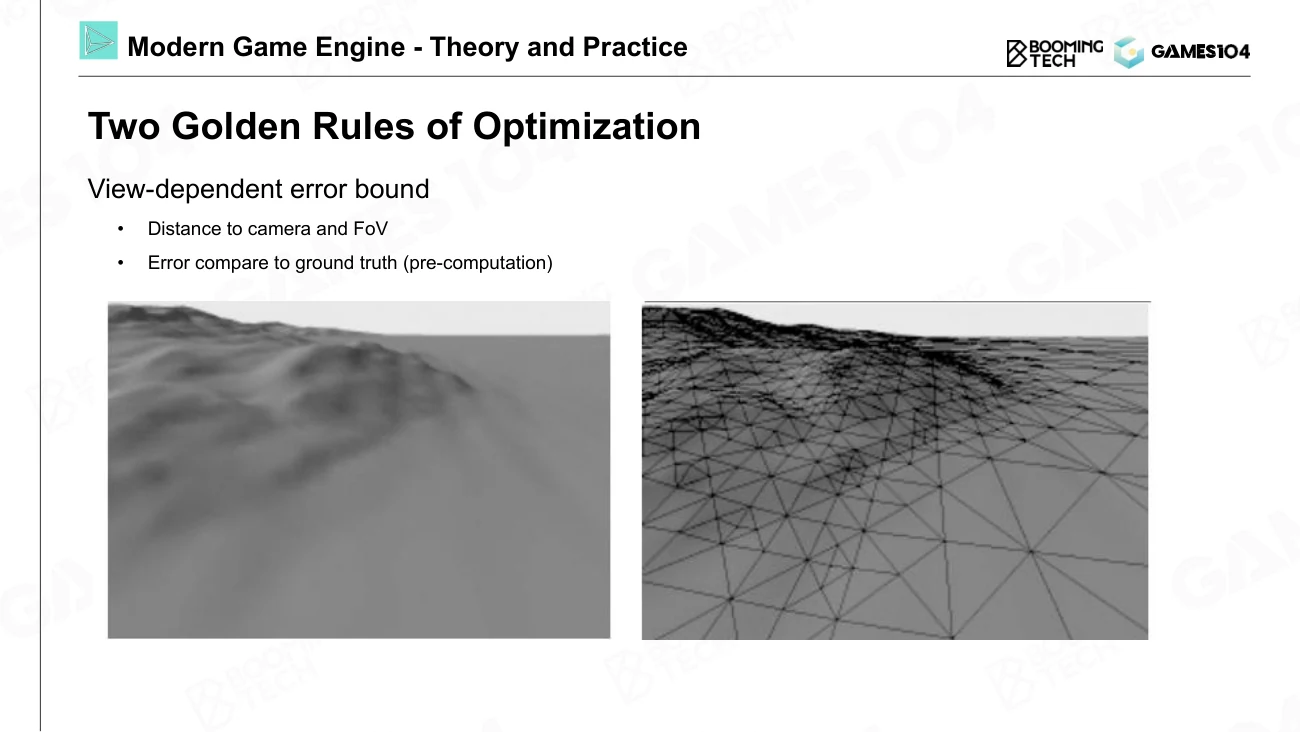 Modern Game Engine - Theory and Practice
BOOMING
TECH
GAMES104
Two Golden Rules of Optimization
View-dependent error bound
• Distance to camera and FoV
• Error compare to ground truth (pre-computation)